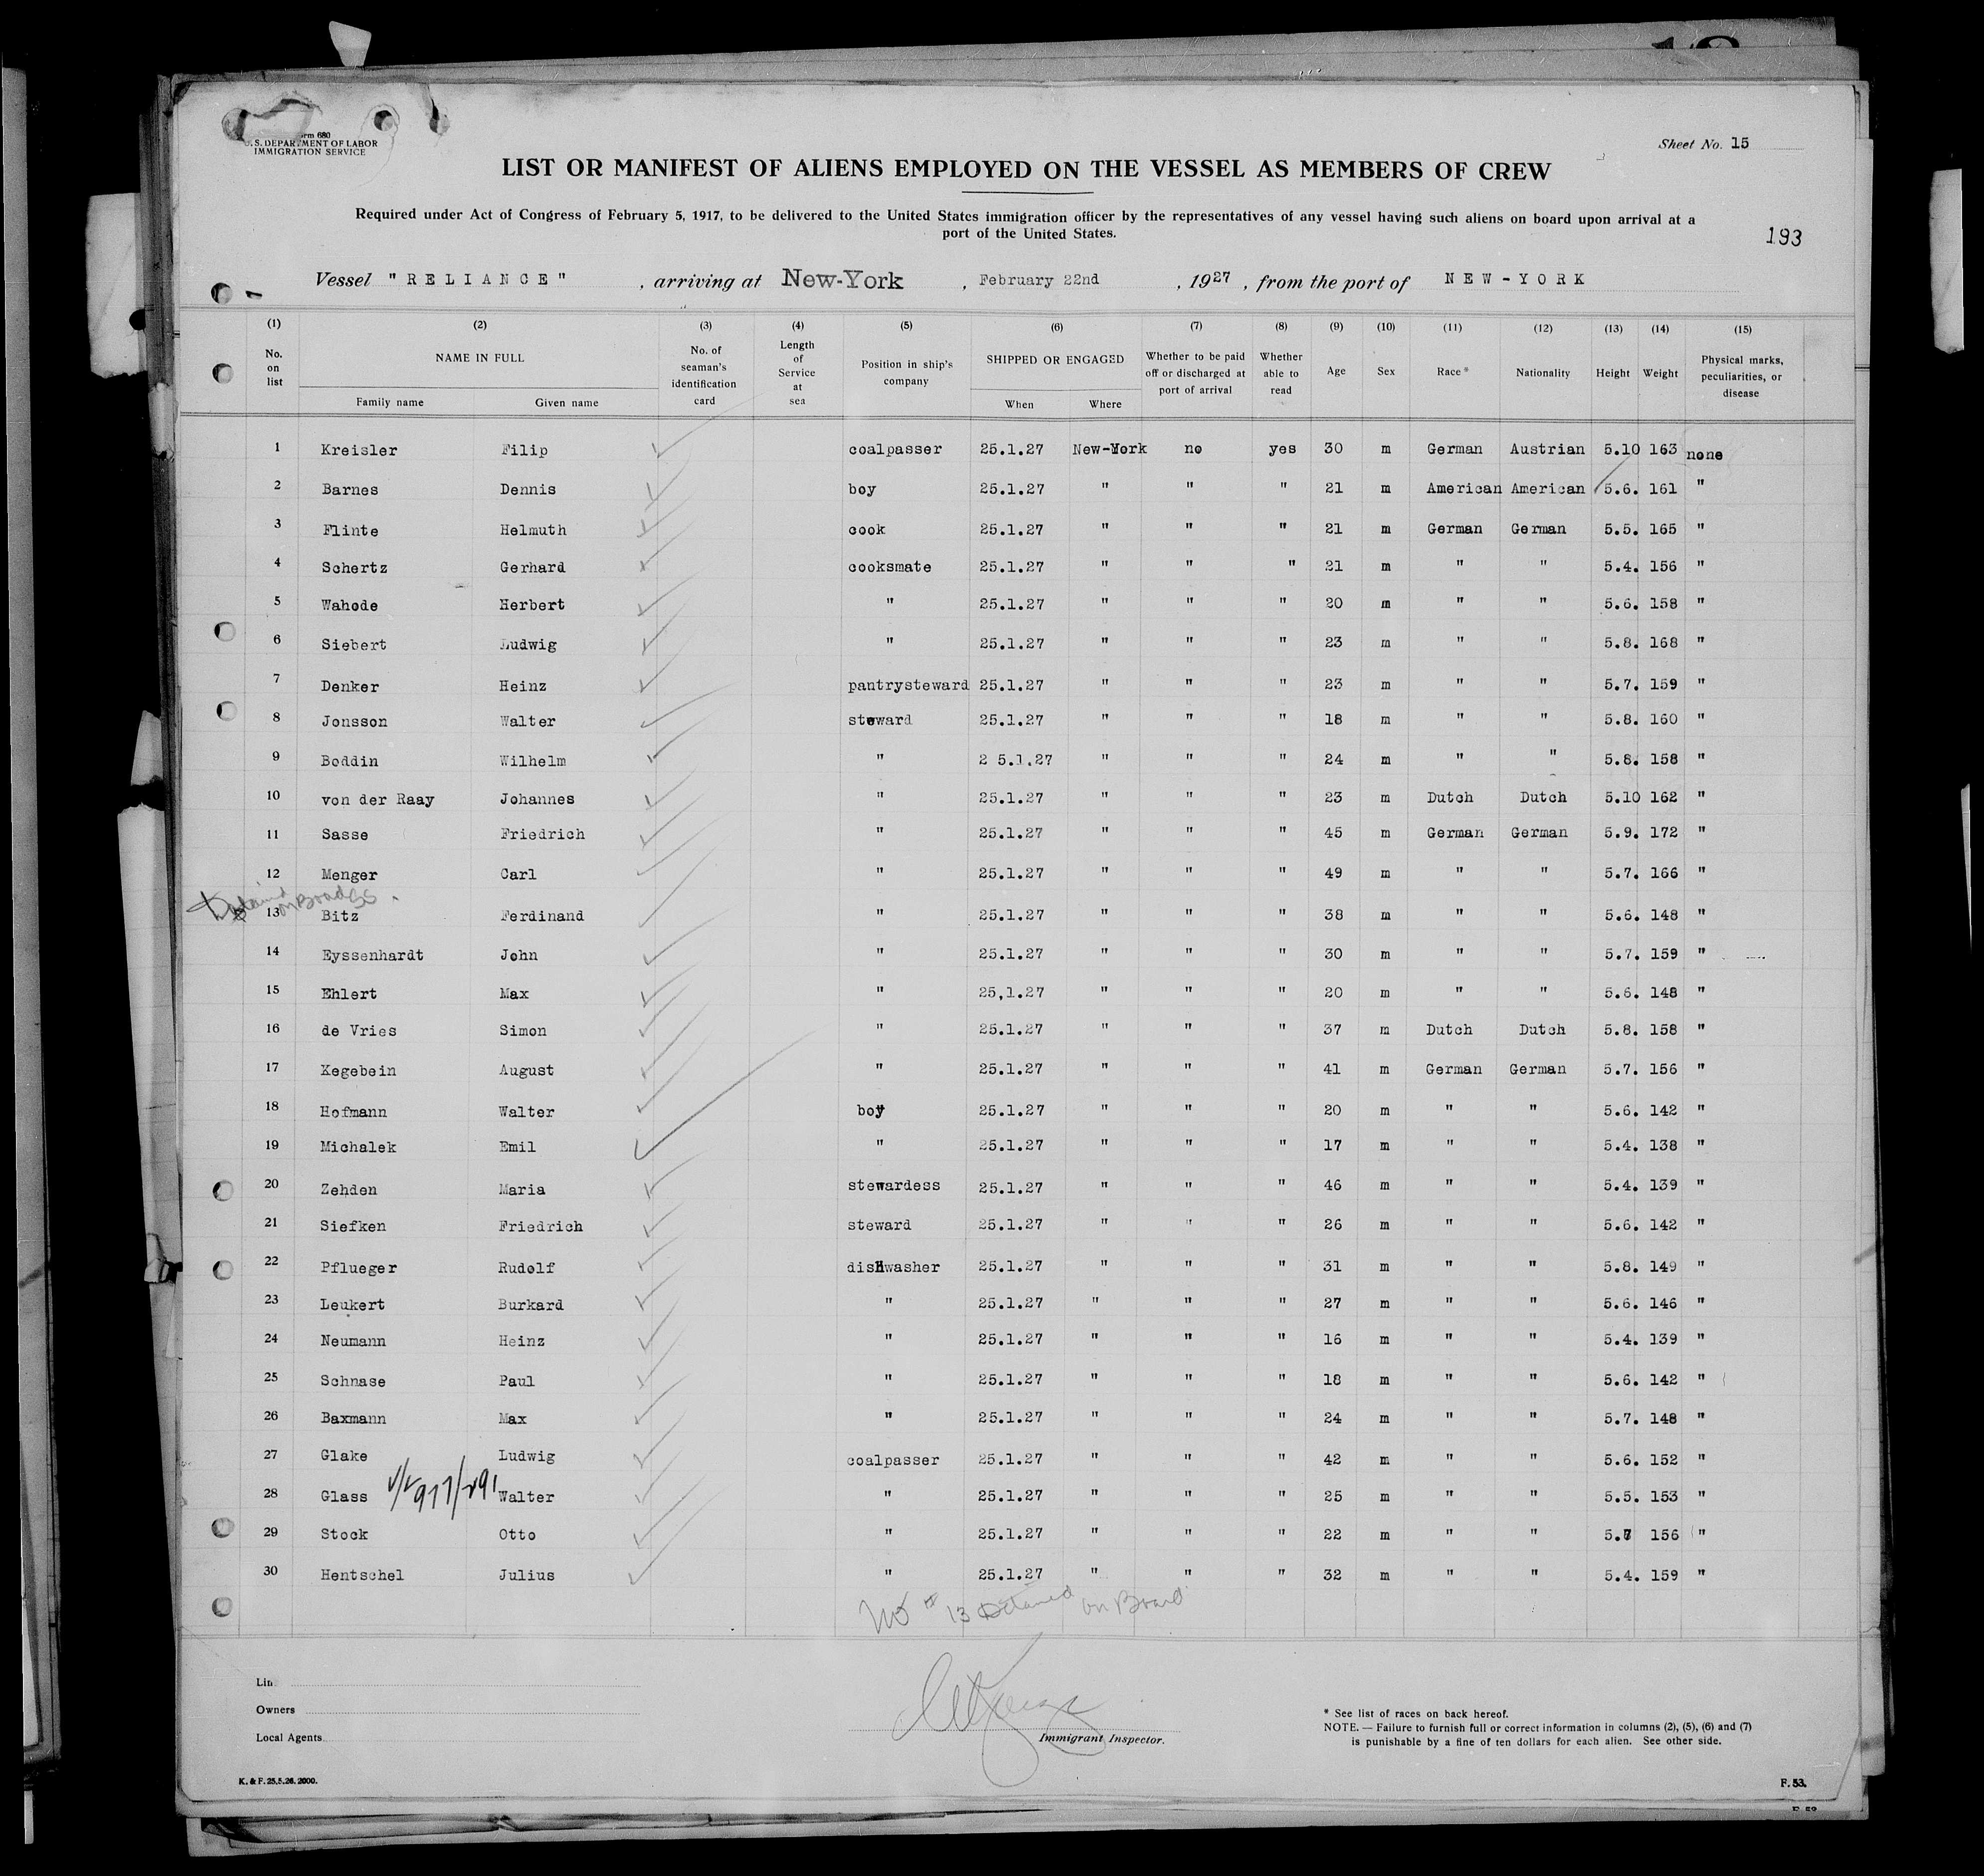 Form 680
U.S. DEPARTMENT OF LABOR
IMMIGRATION SERVICE
Sheet No. 15
LIST OR MANIFEST OF ALIENS EMPLOYED ON THE VESSEL AS MEMBERS OF CREW
Required under Act of Congress of February 5, 1917, to be delivered to the United States immigration officer by the representatives of any vessel having such aliens on board upon arrival at a
port of the United States.
193
Vessel "RELIANCE" , arriving at New-York , February 22nd , 1927 , from the port of NEW-YORK
(1) (2) (3) (4) (5) (6) (7) (8) (9) (10) (11) (12) (13) (14) (15)
No. on list NAME IN FULL Family name Given name No. of seaman's identification card Length of Service at sea Position in ship's company SHIPPED OR ENGAGED When Where Whether to be paid off or discharged at port of arrival Whether able to read Age Sex Race* Nationality Height Weight Physical marks, peculiarities, or disease
1 Kreisler Filip coalpasser 25.1.27 New-York no yes 30 m German Austrian 5.10 163 none
2 Barnes Dennis boy 25.1.27 " " " 21 m American American 5.6. 161 "
3 Flinte Helmuth cook 25.1.27 " " " 21 m German German 5.5. 165 "
4 Schertz Gerhard cooksmate 25.1.27 " " " 21 m " " 5.4. 156 "
5 Wahode Herbert " 25.1.27 " " " 20 m " " 5.6. 158 "
6 Siebert Ludwig " 25.1.27 " " " 23 m " " 5.8. 168 "
7 Denker Heinz pantrysteward 25.1.27 " " " 23 m " " 5.7. 159 "
8 Jonsson Walter steward 25.1.27 " " " 18 m " " 5.8. 160 "
9 Boddin Wilhelm " 2 5.1.27 " " " 24 m " " 5.8. 158 "
10 von der Raay Johannes " 25.1.27 " " " 23 m Dutch Dutch 5.10 162 "
11 Sasse Friedrich " 25.1.27 " " " 45 m German German 5.9. 172 "
12 Menger Carl " 25.1.27 " " " 49 m " " 5.7. 166 "
Detained on Board SS.
13 Bitz Ferdinand " 25.1.27 " " " 38 m " " 5.6. 148 "
14 Eyssenhardt John " 25.1.27 " " " 30 m " " 5.7. 159 "
15 Ehlert Max " 25,1.27 " " " 20 m " " 5.6. 148 "
16 de Vries Simon " 25.1.27 " " " 37 m Dutch Dutch 5.8. 158 "
17 Kegebein August " 25.1.27 " " " 41 m German German 5.7. 156 "
18 Hofmann Walter boy 25.1.27 " " " 20 m " " 5.6. 142 "
19 Michalek Emil " 25.1.27 " " " 17 m " " 5.4. 138 "
20 Zehden Maria stewardess 25.1.27 " " " 46 m " " 5.4. 139 "
21 Siefken Friedrich steward 25.1.27 " " " 26 m " " 5.6. 142 "
22 Pflueger Rudolf dishwasher 25.1.27 " " " 31 m " " 5.8. 149 "
23 Leukert Burkard " 25.1.27 " " " 27 m " " 5.6. 146 "
24 Neumann Heinz " 25.1.27 " " " 16 m " " 5.4. 139 "
25 Schnase Paul " 25.1.27 " " " 18 m " " 5.6. 142 "
26 Baxmann Max " 25.1.27 " " " 24 m " " 5.7. 148 "
27 Glake Ludwig coalpasser 25.1.27 " " " 42 m " " 5.6. 152 "
28 Glass Walter " 25.1.27 " " " 25 m " " 5.5. 153 "
29 Stock Otto " 25.1.27 " " " 22 m " " 5.7 156 "
30 Hentschel Julius " 25.1.27 " " " 32 m " " 5.4. 159 "
No # 13 Detained on Board
Line
Owners
Local Agents
Immigrant Inspector.
* See list of races on back hereof.
NOTE. — Failure to furnish full or correct information in columns (2), (5), (6) and (7)
is punishable by a fine of ten dollars for each alien. See other side.
K. & F. 25.5.26. 2000.
F. 53.